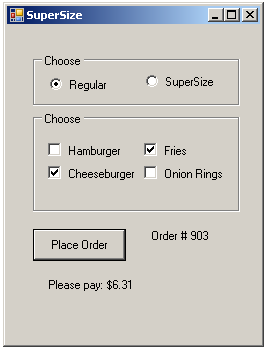 SuperSize
Choose
Regular SuperSize
Choose
Hamburger Fries
Cheeseburger Onion Rings
Place Order Order # 903
Please pay: $6.31